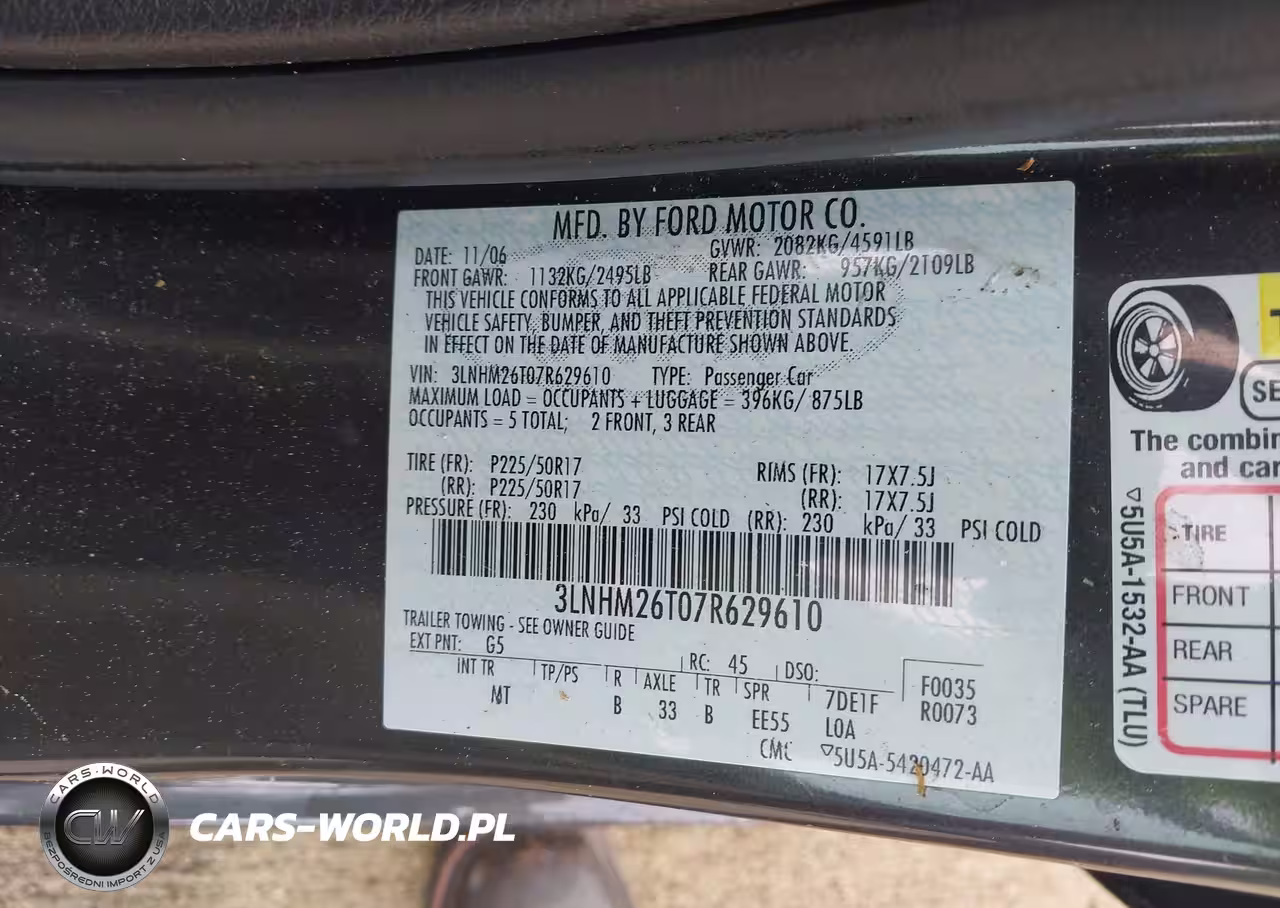 MFD. BY FORD MOTOR CO.
DATE: 11/06 GVWR: 2082KG/4591LB
FRONT GAWR: 1132KG/2495LB REAR GAWR: 957KG/2109LB
THIS VEHICLE CONFORMS TO ALL APPLICABLE FEDERAL MOTOR
VEHICLE SAFETY, BUMPER, AND THEFT PREVENTION STANDARDS
IN EFFECT ON THE DATE OF MANUFACTURE SHOWN ABOVE.
VIN: 3LNHM26T07R629610 TYPE: Passenger Car
MAXIMUM LOAD = OCCUPANTS + LUGGAGE = 396KG/ 875LB
OCCUPANTS = 5 TOTAL; 2 FRONT, 3 REAR
TIRE (FR): P225/50R17 RIMS (FR): 17X7.5J
(RR): P225/50R17 (RR): 17X7.5J
PRESSURE (FR): 230 kPa/ 33 PSI COLD (RR): 230 kPa/ 33 PSI COLD
3LNHM26T07R629610
TRAILER TOWING - SEE OWNER GUIDE
EXT PNT: G5 RC: 45 DSO:
INT TR TP/PS R AXLE TR SPR F0035
MT B 33 B EE55 7DE1F R0073
CMC LOA
▽5U5A-5420472-AA
SE
The combin
and car
TIRE
FRONT
REAR
SPARE
▽5U5A-1532-AA (TLU)
CARS-WORLD
CW
BEZPOŚREDNI IMPORT Z USA
CARS-WORLD.PL